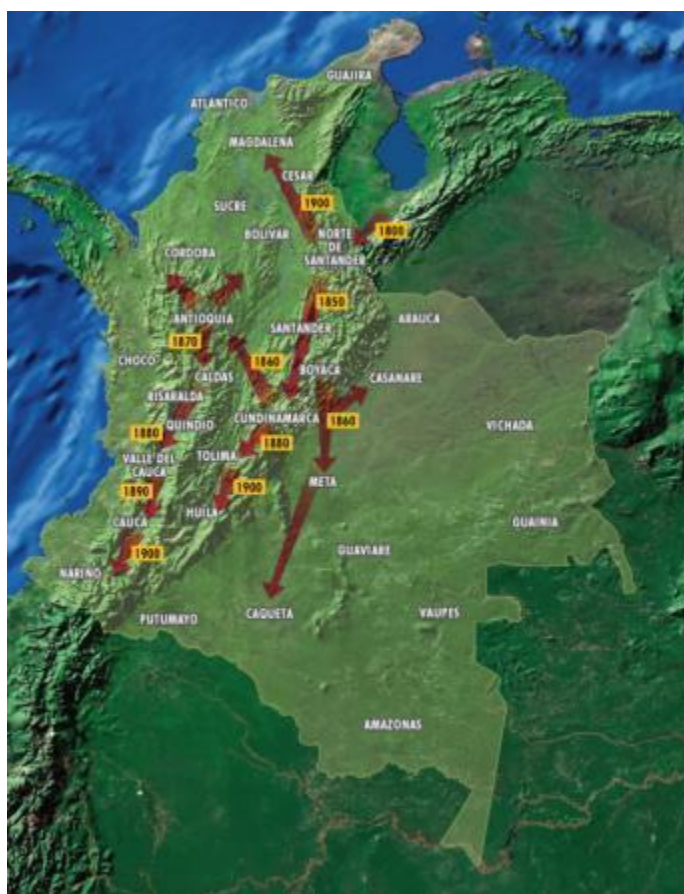 GUAJIRA
ATLÁNTICO
MAGDALENA
CESAR
1900
SUCRE
BOLIVAR
NORTE
DE
SANTANDER
1800
CORDOBA
1850
ANTIOQUIA
SANTANDER
ARAUCA
1870
CHOCO
1860
BOYACA
CALDAS
CASANARE
RISARALDA
CUNDINAMARCA
1860
QUINDIO
VICHADA
1880
1880
VALLE DEL
CAUCA
TOLIMA
META
1890
1900
HUILA
CAUCA
GUAINIA
1900
GUAVIARE
NARIÑO
PUTUMAYO
CAQUETA
VAUPES
AMAZONAS